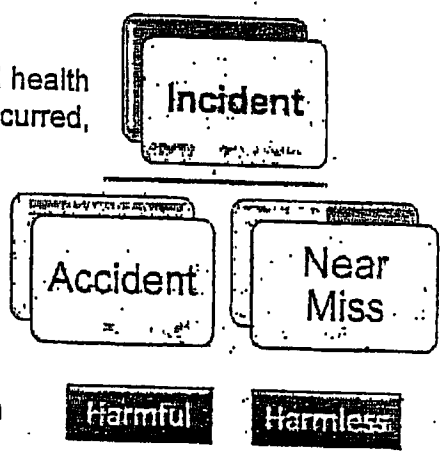 health
curred,
Incident
Accident
Near
Miss
Harmful
Harmless